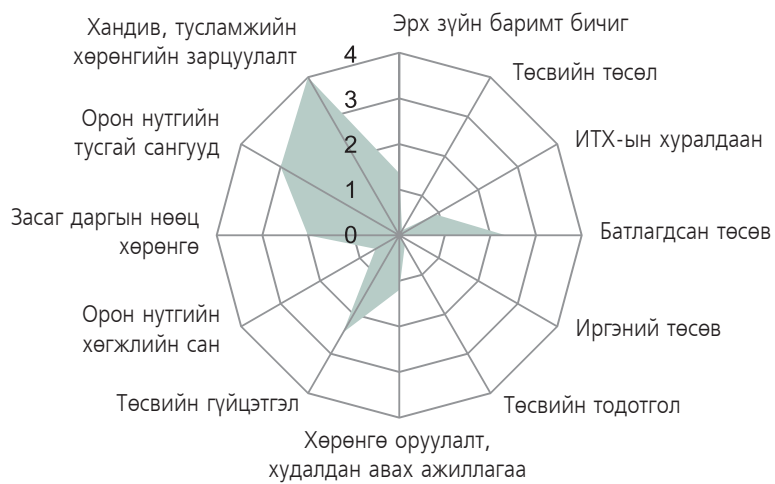 Эрх зүйн баримт бичиг
Төсвийн төсөл
ИТХ-ын хуралдаан
Батлагдсан төсөв
Иргэний төсөв
Төсвийн тодотгол
Хөрөнгө оруулалт,
худалдан авах ажиллагаа
Төсвийн гүйцэтгэл
Орон нутгийн
хөгжлийн сан
Засаг даргын нөөц
хөрөнгө
Орон нутгийн
тусгай сангууд
Хандив, тусламжийн
хөрөнгийн зарцуулалт
4
3
2
1
0